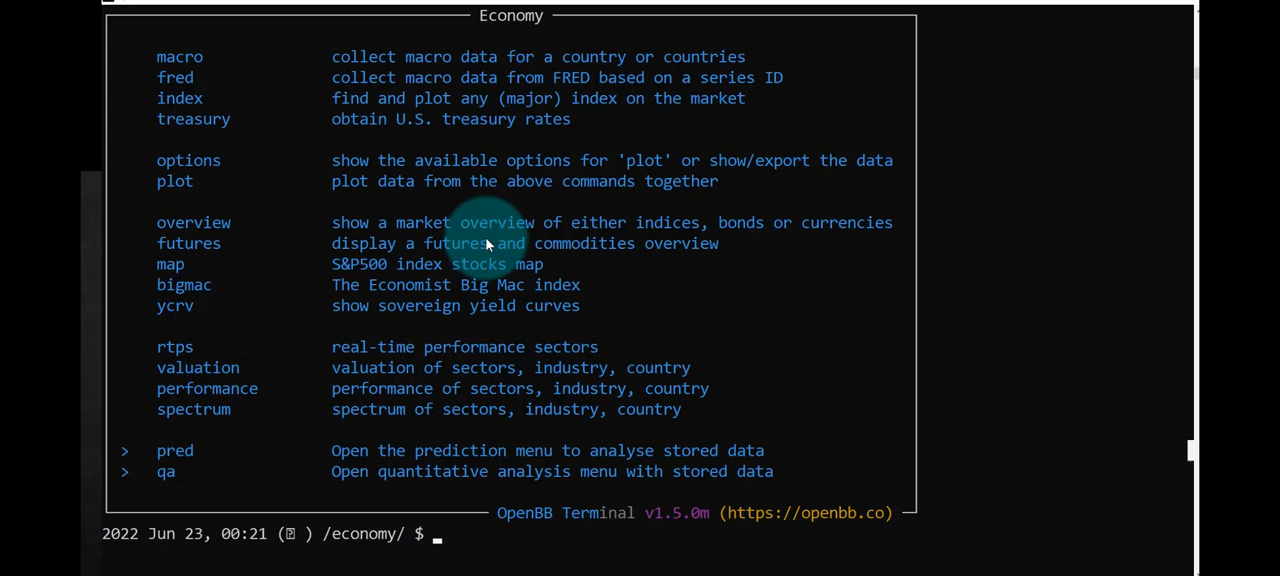 Economy
macro collect macro data for a country or countries
fred collect macro data from FRED based on a series ID
index find and plot any (major) index on the market
treasury obtain U.S. treasury rates
options show the available options for 'plot' or show/export the data
plot plot data from the above commands together
overview show a market overview of either indices, bonds or currencies
futures display a futures and commodities overview
map S&P500 index stocks map
bigmac The Economist Big Mac index
ycrv show sovereign yield curves
rtps real-time performance sectors
valuation valuation of sectors, industry, country
performance performance of sectors, industry, country
spectrum spectrum of sectors, industry, country
> pred Open the prediction menu to analyse stored data
> qa Open quantitative analysis menu with stored data
OpenBB Terminal v1.5.0m (https://openbb.co)
2022 Jun 23, 00:21 (🦋 ) /economy/ $